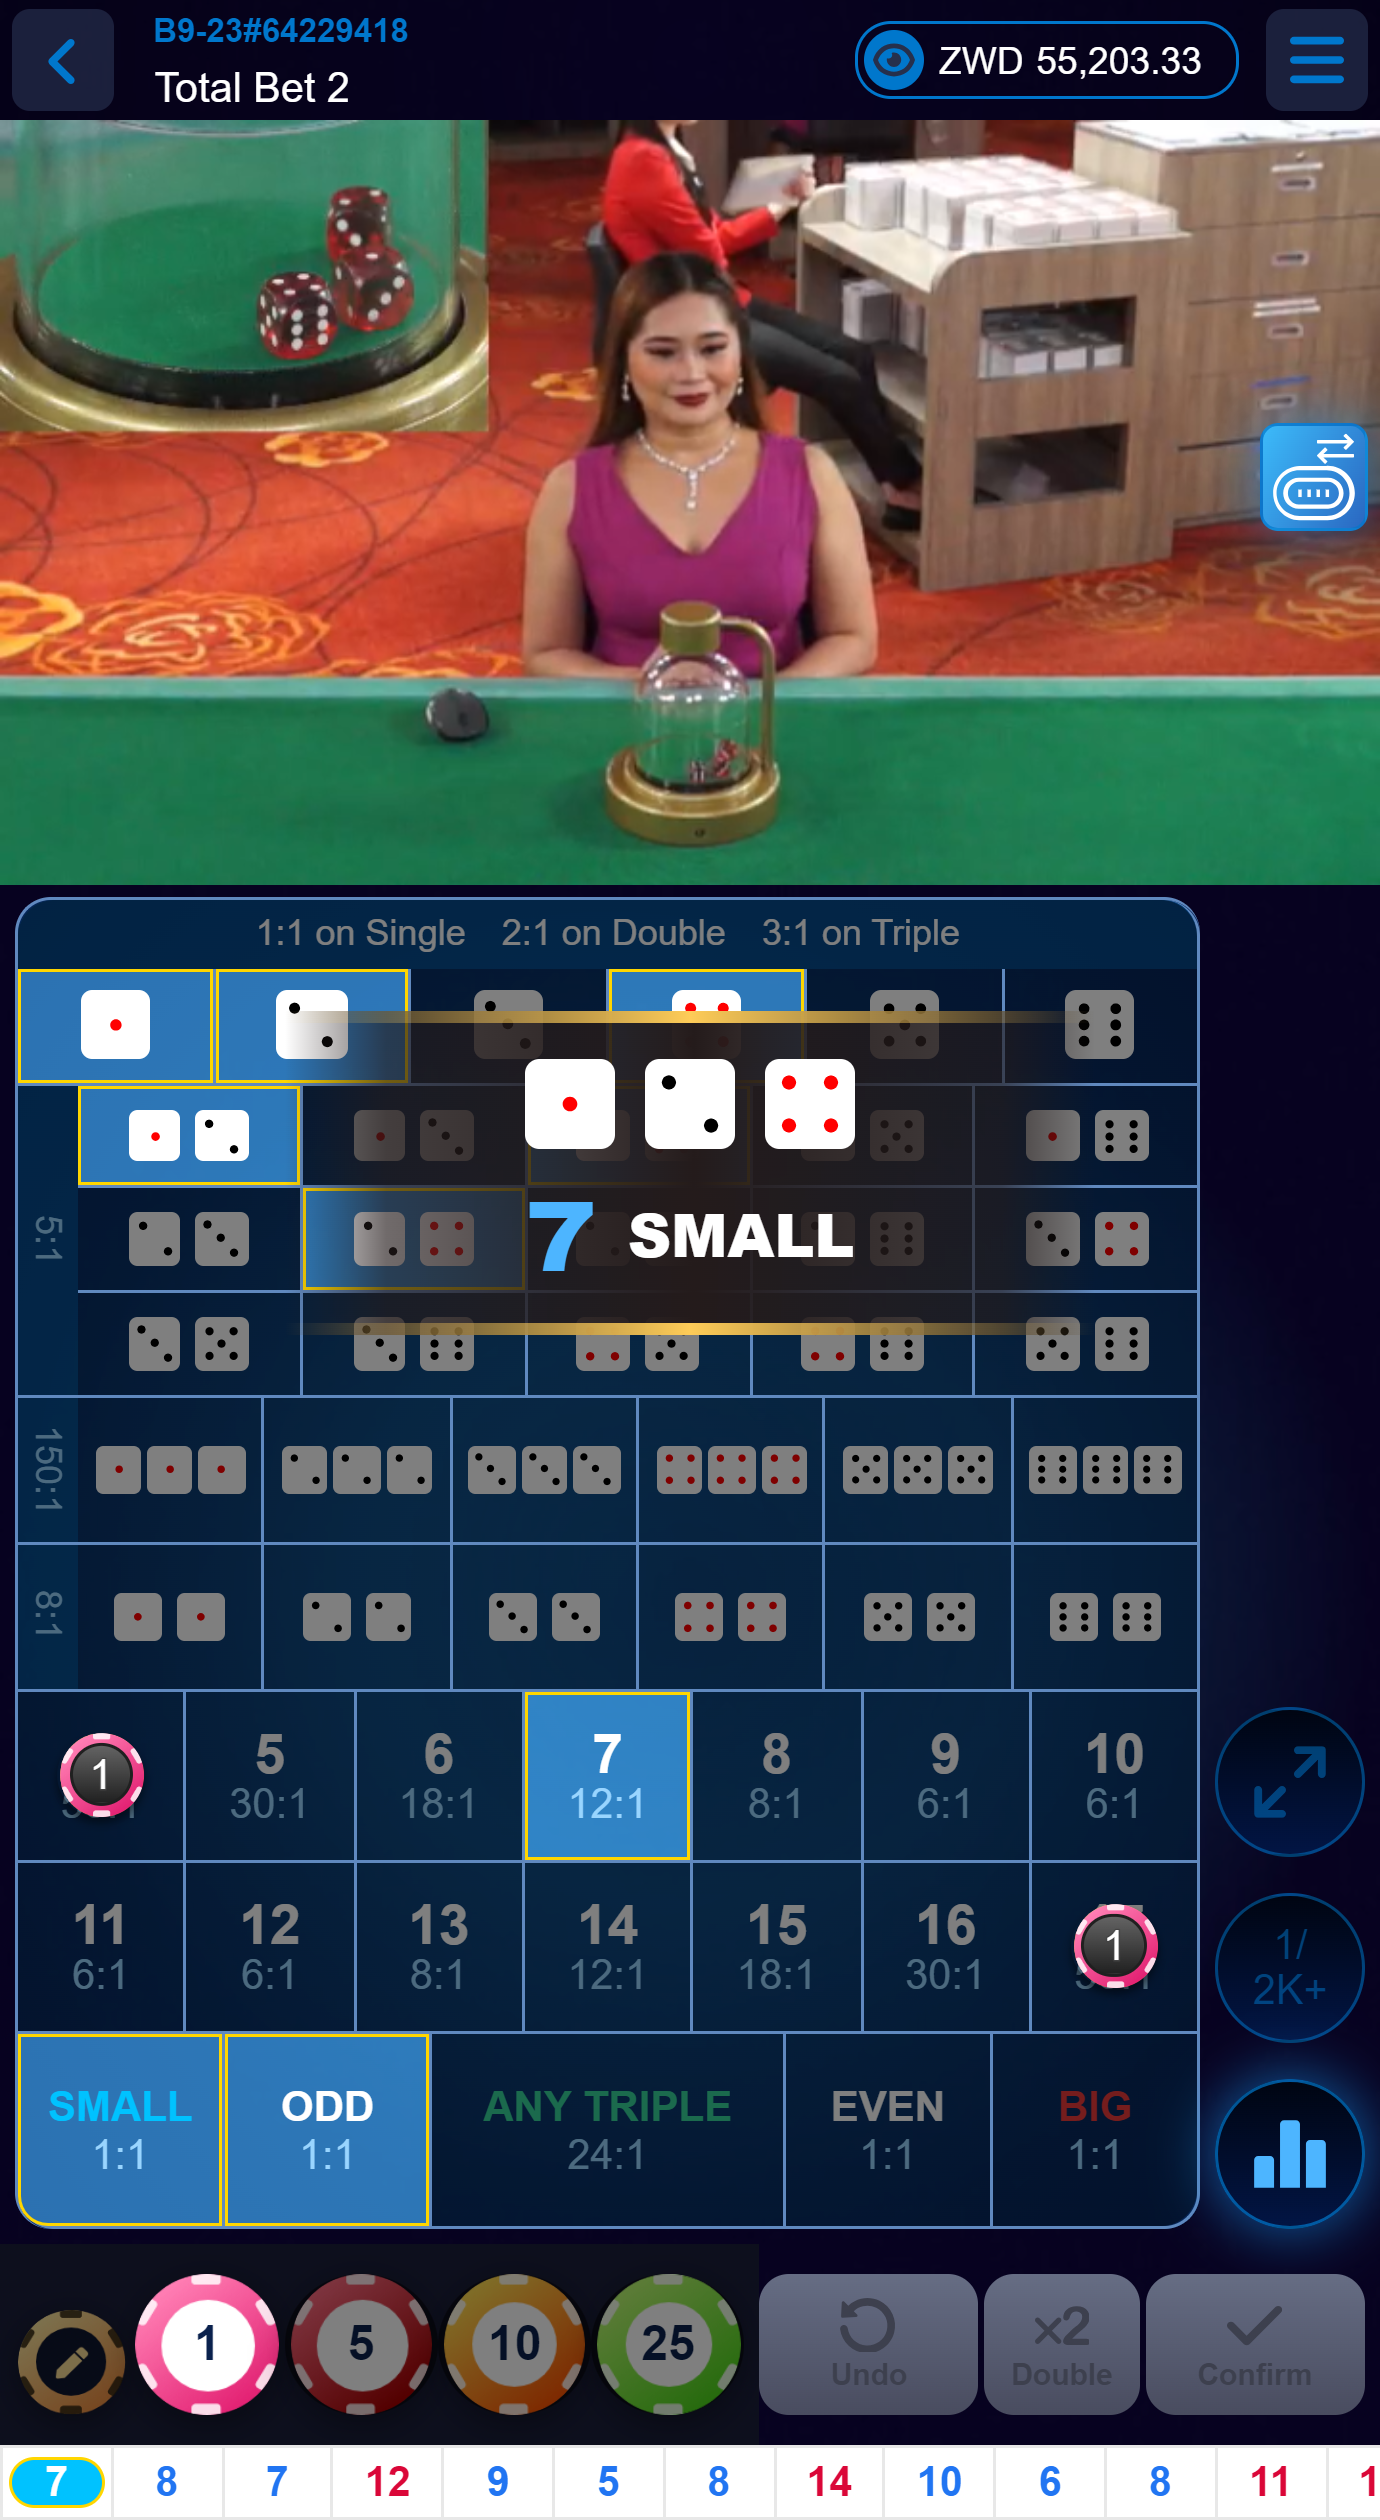 B9-23#64229418
Total Bet 2
ZWD 55,203.33
1:1 on Single 2:1 on Double 3:1 on Triple
7 SMALL
5:1
150:1
8:1
1
5 6 7 8 9 10
30:1 18:1 12:1 8:1 6:1 6:1
11 12 13 14 15 16 1
6:1 6:1 8:1 12:1 18:1 30:1
1/
2K+
SMALL ODD ANY TRIPLE EVEN BIG
1:1 1:1 24:1 1:1 1:1
1 5 10 25
Undo x2 Double Confirm
7 8 7 12 9 5 8 14 10 6 8 11